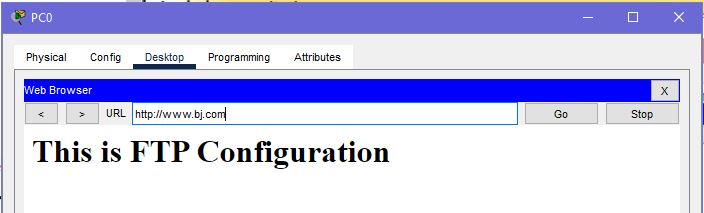 PC0
Physical Config Desktop Programming Attributes
Web Browser X
< > URL http://www.bj.com Go Stop
This is FTP Configuration